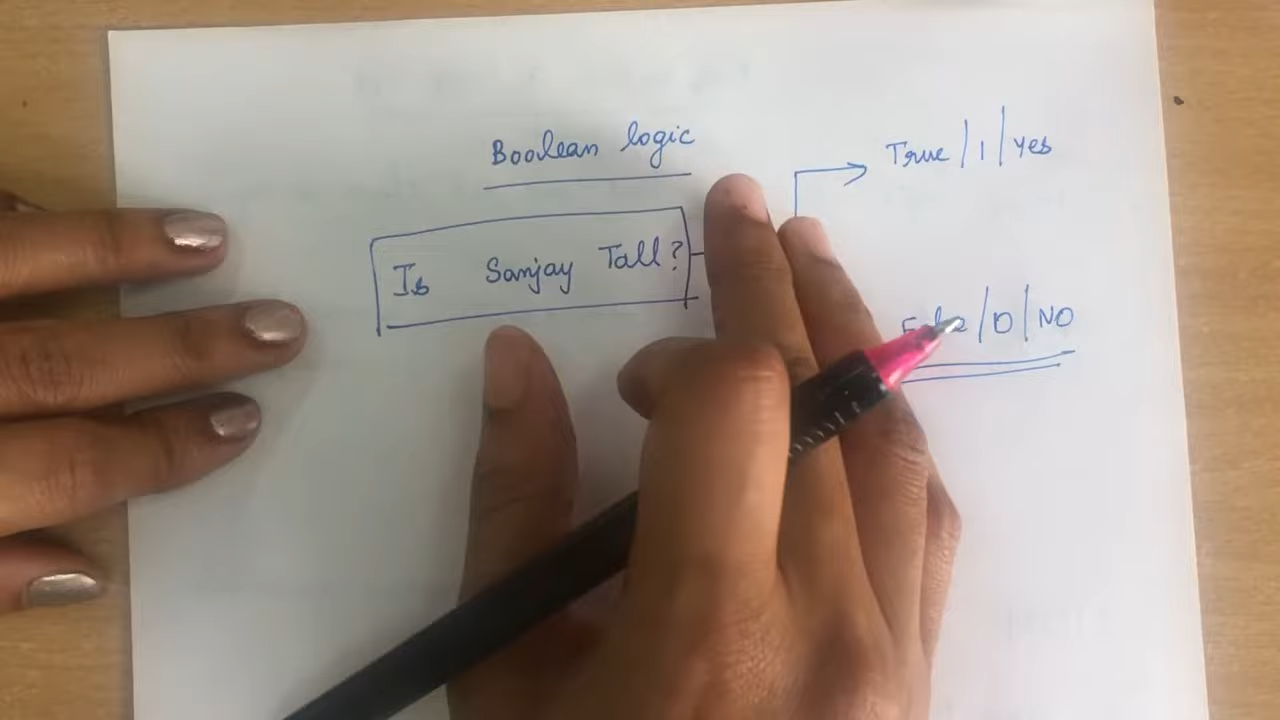 Boolean logic
True | 1 | Yes
Is Sanjay Tall?
| 0 | NO